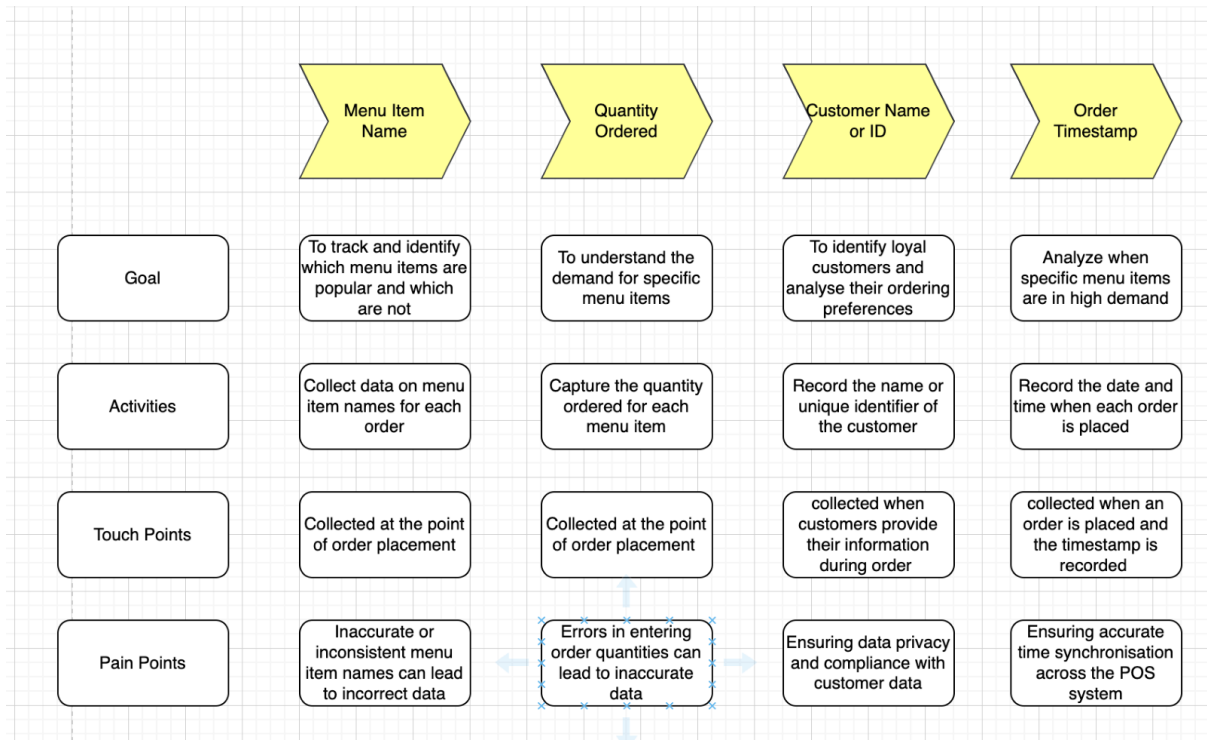 Menu Item
Name
Quantity
Ordered
Customer Name
or ID
Order
Timestamp
Goal
To track and identify
which menu items are
popular and which
are not
To understand the
demand for specific
menu items
To identify loyal
customers and
analyse their ordering
preferences
Analyze when
specific menu items
are in high demand
Activities
Collect data on menu
item names for each
order
Capture the quantity
ordered for each
menu item
Record the name or
unique identifier of
the customer
Record the date and
time when each order
is placed
Touch Points
Collected at the point
of order placement
Collected at the point
of order placement
collected when
customers provide
their information
during order
collected when an
order is placed and
the timestamp is
recorded
Pain Points
Inaccurate or
inconsistent menu
item names can lead
to incorrect data
Errors in entering
order quantities can
lead to inaccurate
data
Ensuring data privacy
and compliance with
customer data
Ensuring accurate
time synchronisation
across the POS
system